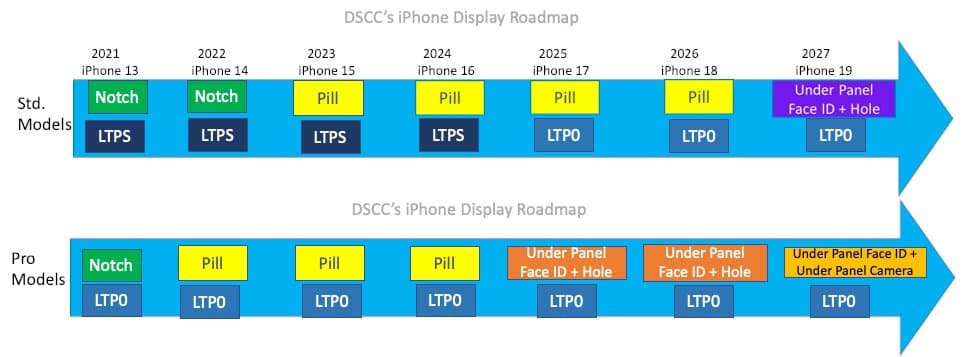 DSCC's iPhone Display Roadmap
2021 2022 2023 2024 2025 2026 2027
iPhone 13 iPhone 14 iPhone 15 iPhone 16 iPhone 17 iPhone 18 iPhone 19
Std.
Models
Notch Notch Pill Pill Pill Pill Under Panel
Face ID + Hole
LTPS LTPS LTPS LTPS LTPO LTPO LTPO
DSCC's iPhone Display Roadmap
Pro
Models
Notch Pill Pill Pill Under Panel Under Panel Under Panel Face ID +
Face ID + Hole Face ID + Hole Under Panel Camera
LTPO LTPO LTPO LTPO LTPO LTPO LTPO